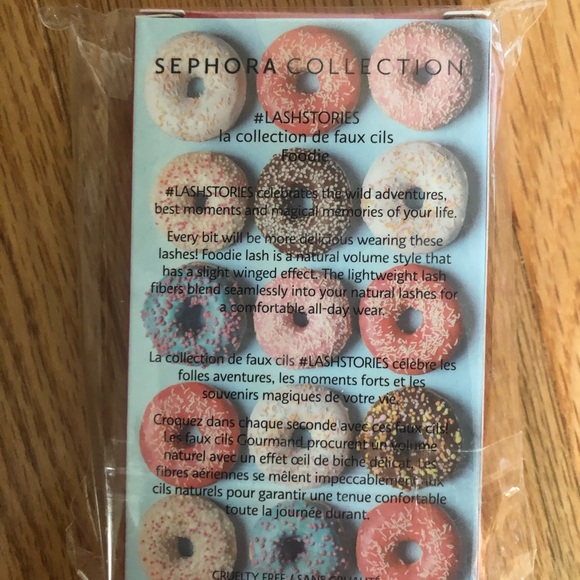 SEPHORA COLLECTION
#LASHSTORIES
la collection de faux cils
Foodie
#LASHSTORIES celebrates the wild adventures,
best moments and magical memories of your life.
Every bit will be more delicious wearing these
lashes! Foodie lash is a natural volume style that
has a slight winged effect. The lightweight lash
fibers blend seamlessly into your natural lashes for
a comfortable all-day wear.
La collection de faux cils #LASHSTORIES célèbre les
folles aventures, les moments forts et les
souvenirs magiques de votre vie.
Croquez dans chaque seconde avec ces faux cils!
Les faux cils Gourmand procurent un volume
naturel avec un effet œil de biche délicat. Les
fibres aériennes se mêlent impeccablement aux
cils naturels pour garantir une tenue confortable
toute la journée durant.
CRUELTY FREE / SANS CRUAUTÉ